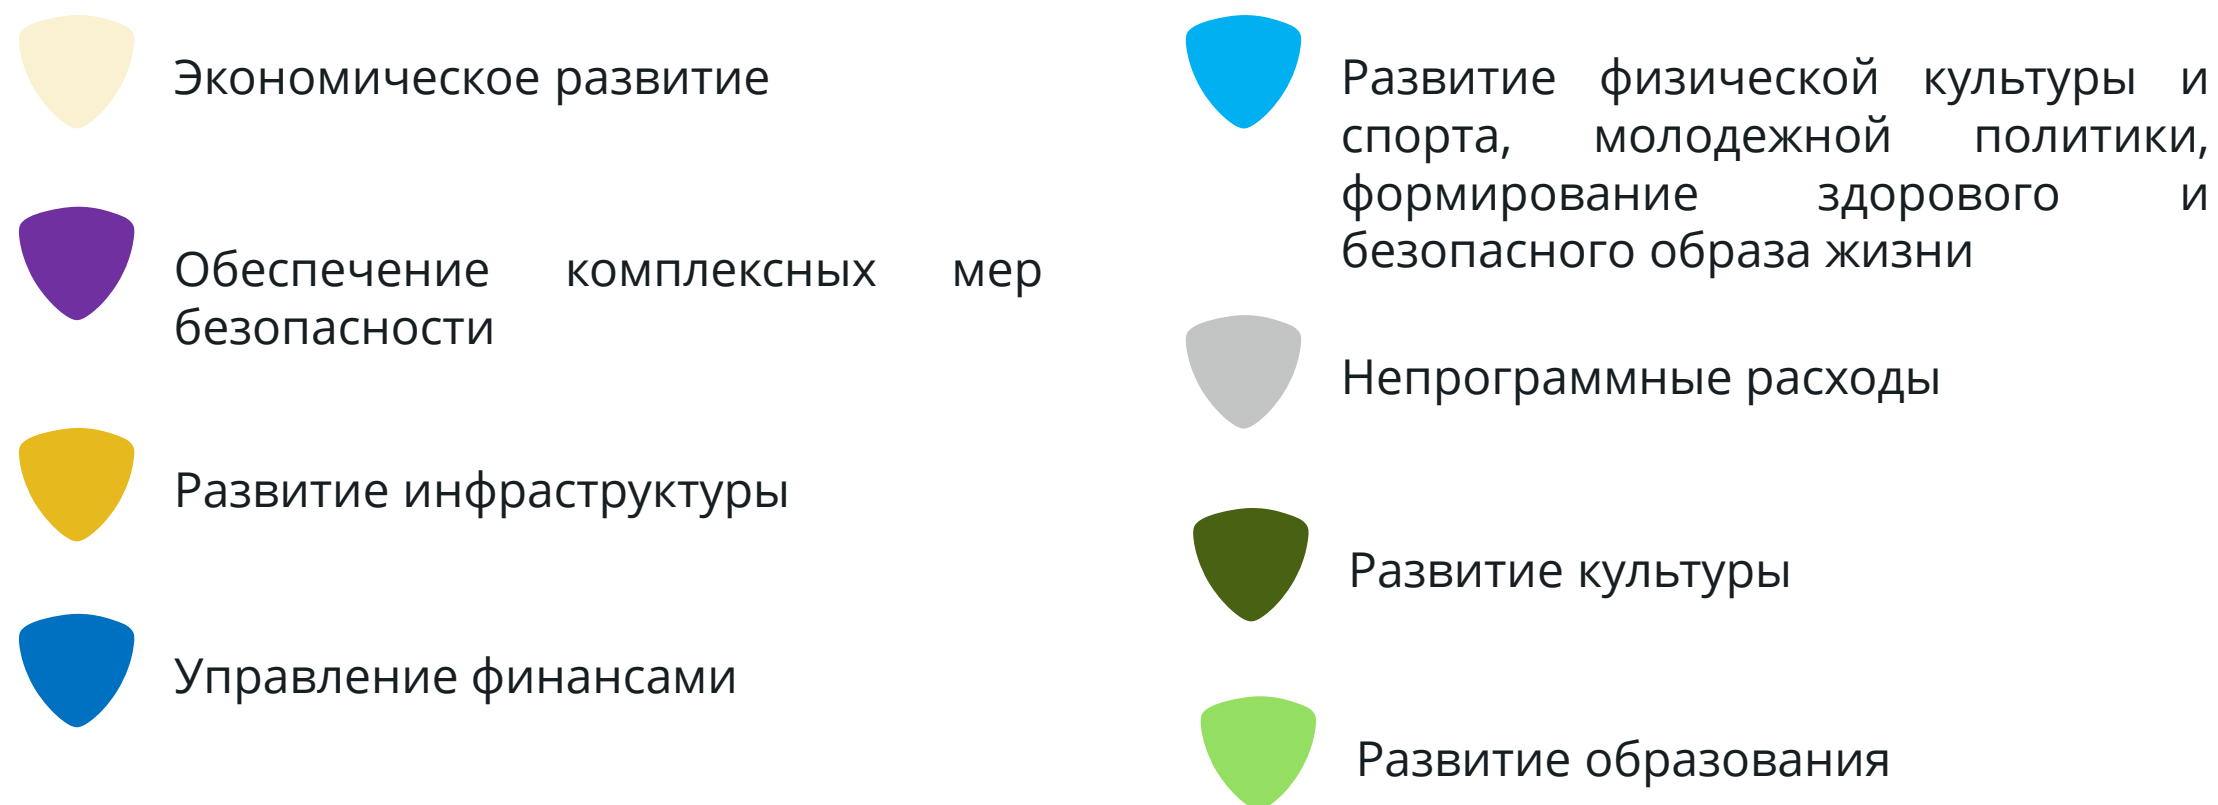 Экономическое развитие
Обеспечение комплексных мер
безопасности
Развитие инфраструктуры
Управление финансами
Развитие физической культуры и
спорта, молодежной политики,
формирование здорового и
безопасного образа жизни
Непрограммные расходы
Развитие культуры
Развитие образования